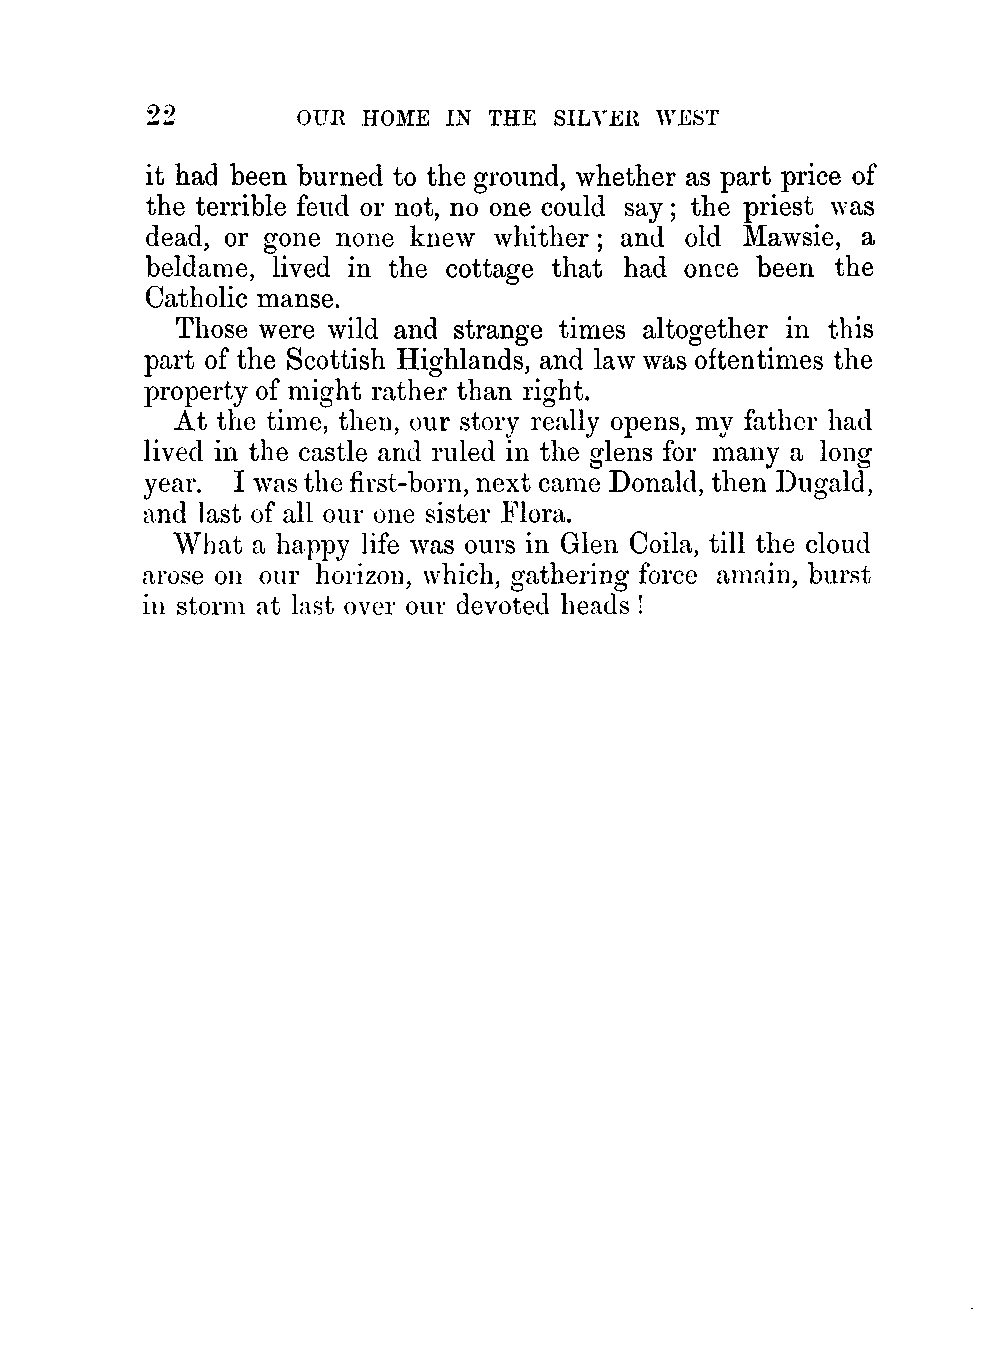 22 OUR HOME IN THE SILVER WEST
it had been burned to the ground, whether as part price of
the terrible feud or not, no one could say; the priest was
dead, or gone none knew whither; and old Mawsie, a
beldame, lived in the cottage that had once been the
Catholic manse.
Those were wild and strange times altogether in this
part of the Scottish Highlands, and law was oftentimes the
property of might rather than right.
At the time, then, our story really opens, my father had
lived in the castle and ruled in the glens for many a long
year. I was the first-born, next came Donald, then Dugald,
and last of all our one sister Flora.
What a happy life was ours in Glen Coila, till the cloud
arose on our horizon, which, gathering force amain, burst
in storm at last over our devoted heads!